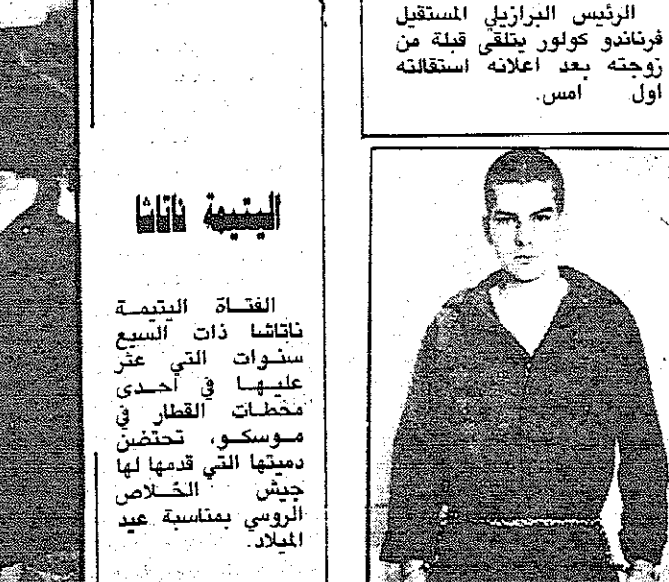 الرئيس البرازيلي المستقيل
فرناندو كولور يتلقى قبلة من
زوجته بعد اعلانه استقالته
اول امس.
اليتيمة ناتاشا
الفتاة اليتيمة
ناتاشا ذات السبع
سنوات التي عثر
عليها في احدى
محطات القطار في
موسكو، تحتضن
دميتها التي قدمها لها
جيش الخلاص
الروسي بمناسبة عيد
الميلاد.